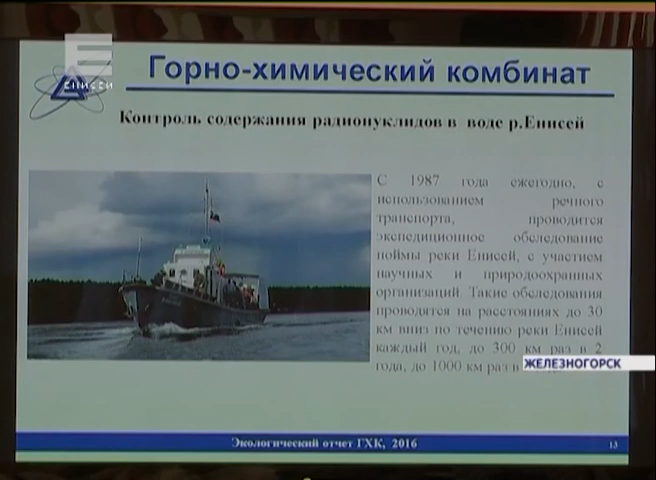 Е
ЕНИСЕЙ
Горно-химический комбинат
Контроль содержания радионуклидов в воде р.Енисей
С 1987 года ежегодно, с
использованием речного
транспорта, проводится
экспедиционное обследование
поймы реки Енисей, с участием
научных и природоохранных
организаций. Такие обследования
проводятся на расстояниях до 30
км вниз по течению реки Енисей
каждый год, до 300 км раз в 2
года, до 1000 км раз в
ЖЕЛЕЗНОГОРСК
Экологический отчет ГХК, 2016
13